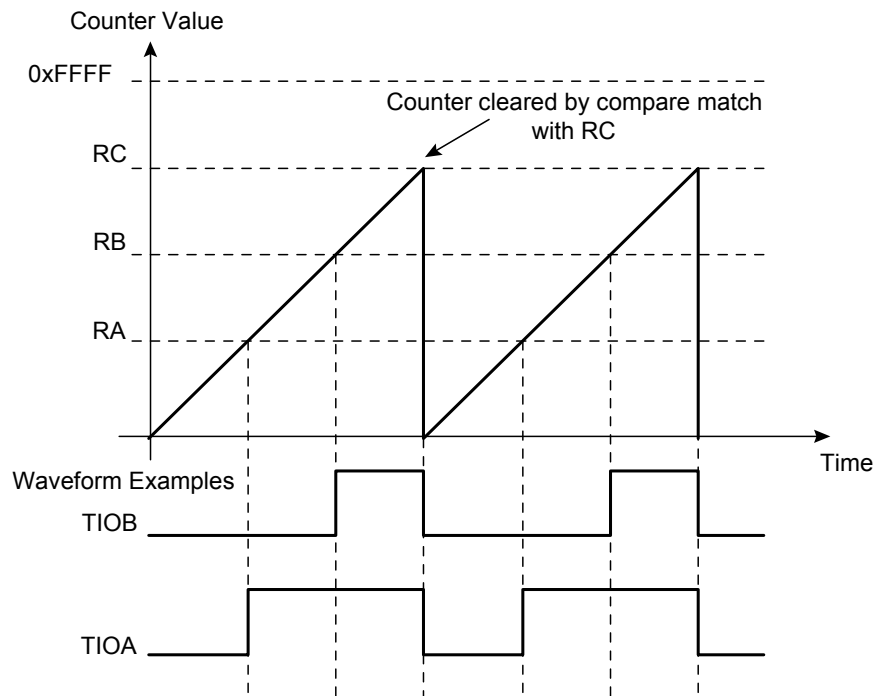 Counter Value
0xFFFF
Counter cleared by compare match
with RC
RC
RB
RA
Time
Waveform Examples
TIOB
TIOA